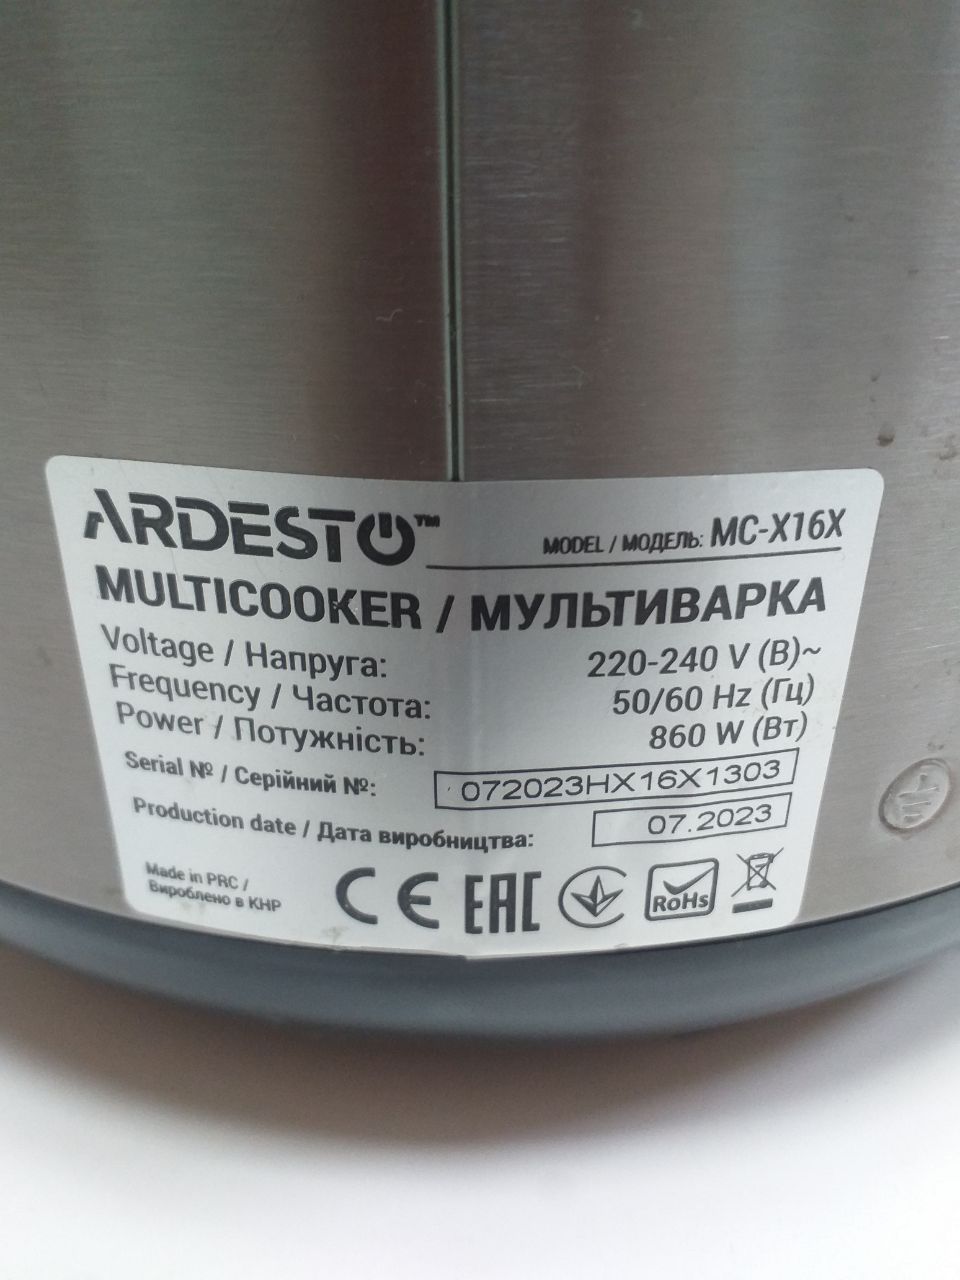 ARDESTO™
MODEL / МОДЕЛЬ: MC-X16X
MULTICOOKER / МУЛЬТИВАРКА
Voltage / Напруга: 220-240 V (В)~
Frequency / Частота: 50/60 Hz (Гц)
Power / Потужність: 860 W (Вт)
Serial № / Серійний №: 072023HX16X1303
Production date / Дата виробництва: 07.2023
Made in PRC /
Вироблено в КНР
CE EAC RoHS